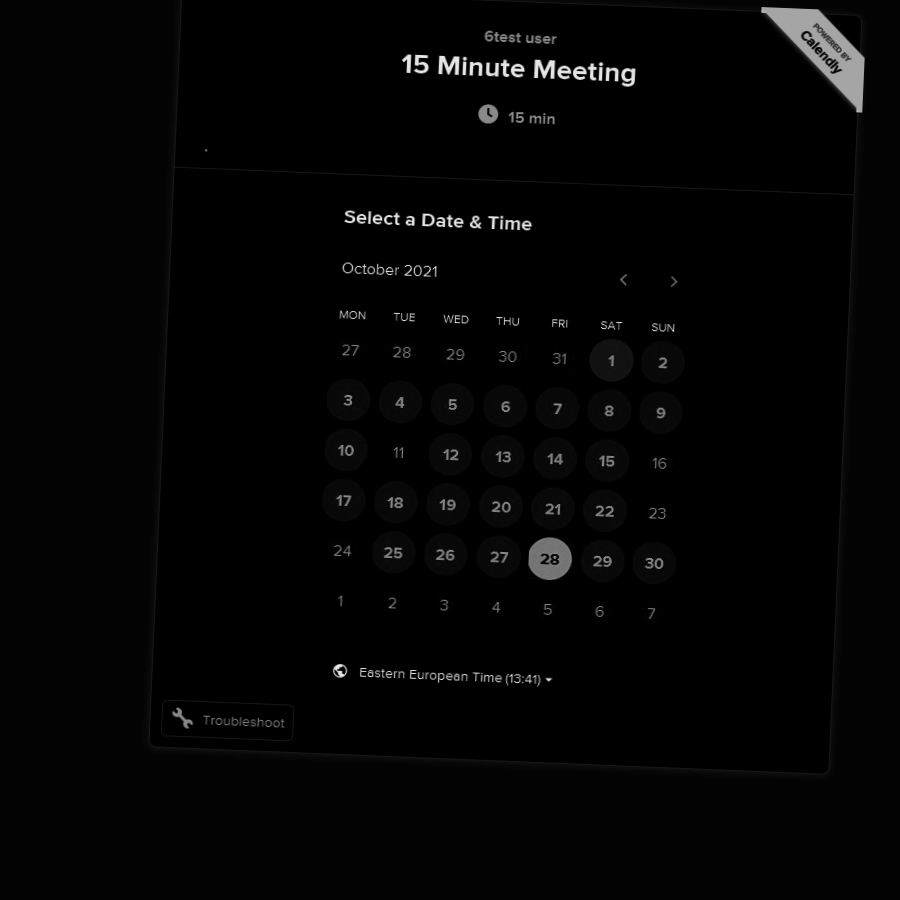 6test user
15 Minute Meeting
15 min
POWERED BY
Calendly
Select a Date & Time
October 2021
MON TUE WED THU FRI SAT SUN
27 28 29 30 31 1 2
3 4 5 6 7 8 9
10 11 12 13 14 15 16
17 18 19 20 21 22 23
24 25 26 27 28 29 30
1 2 3 4 5 6 7
Eastern European Time (13:41)
Troubleshoot